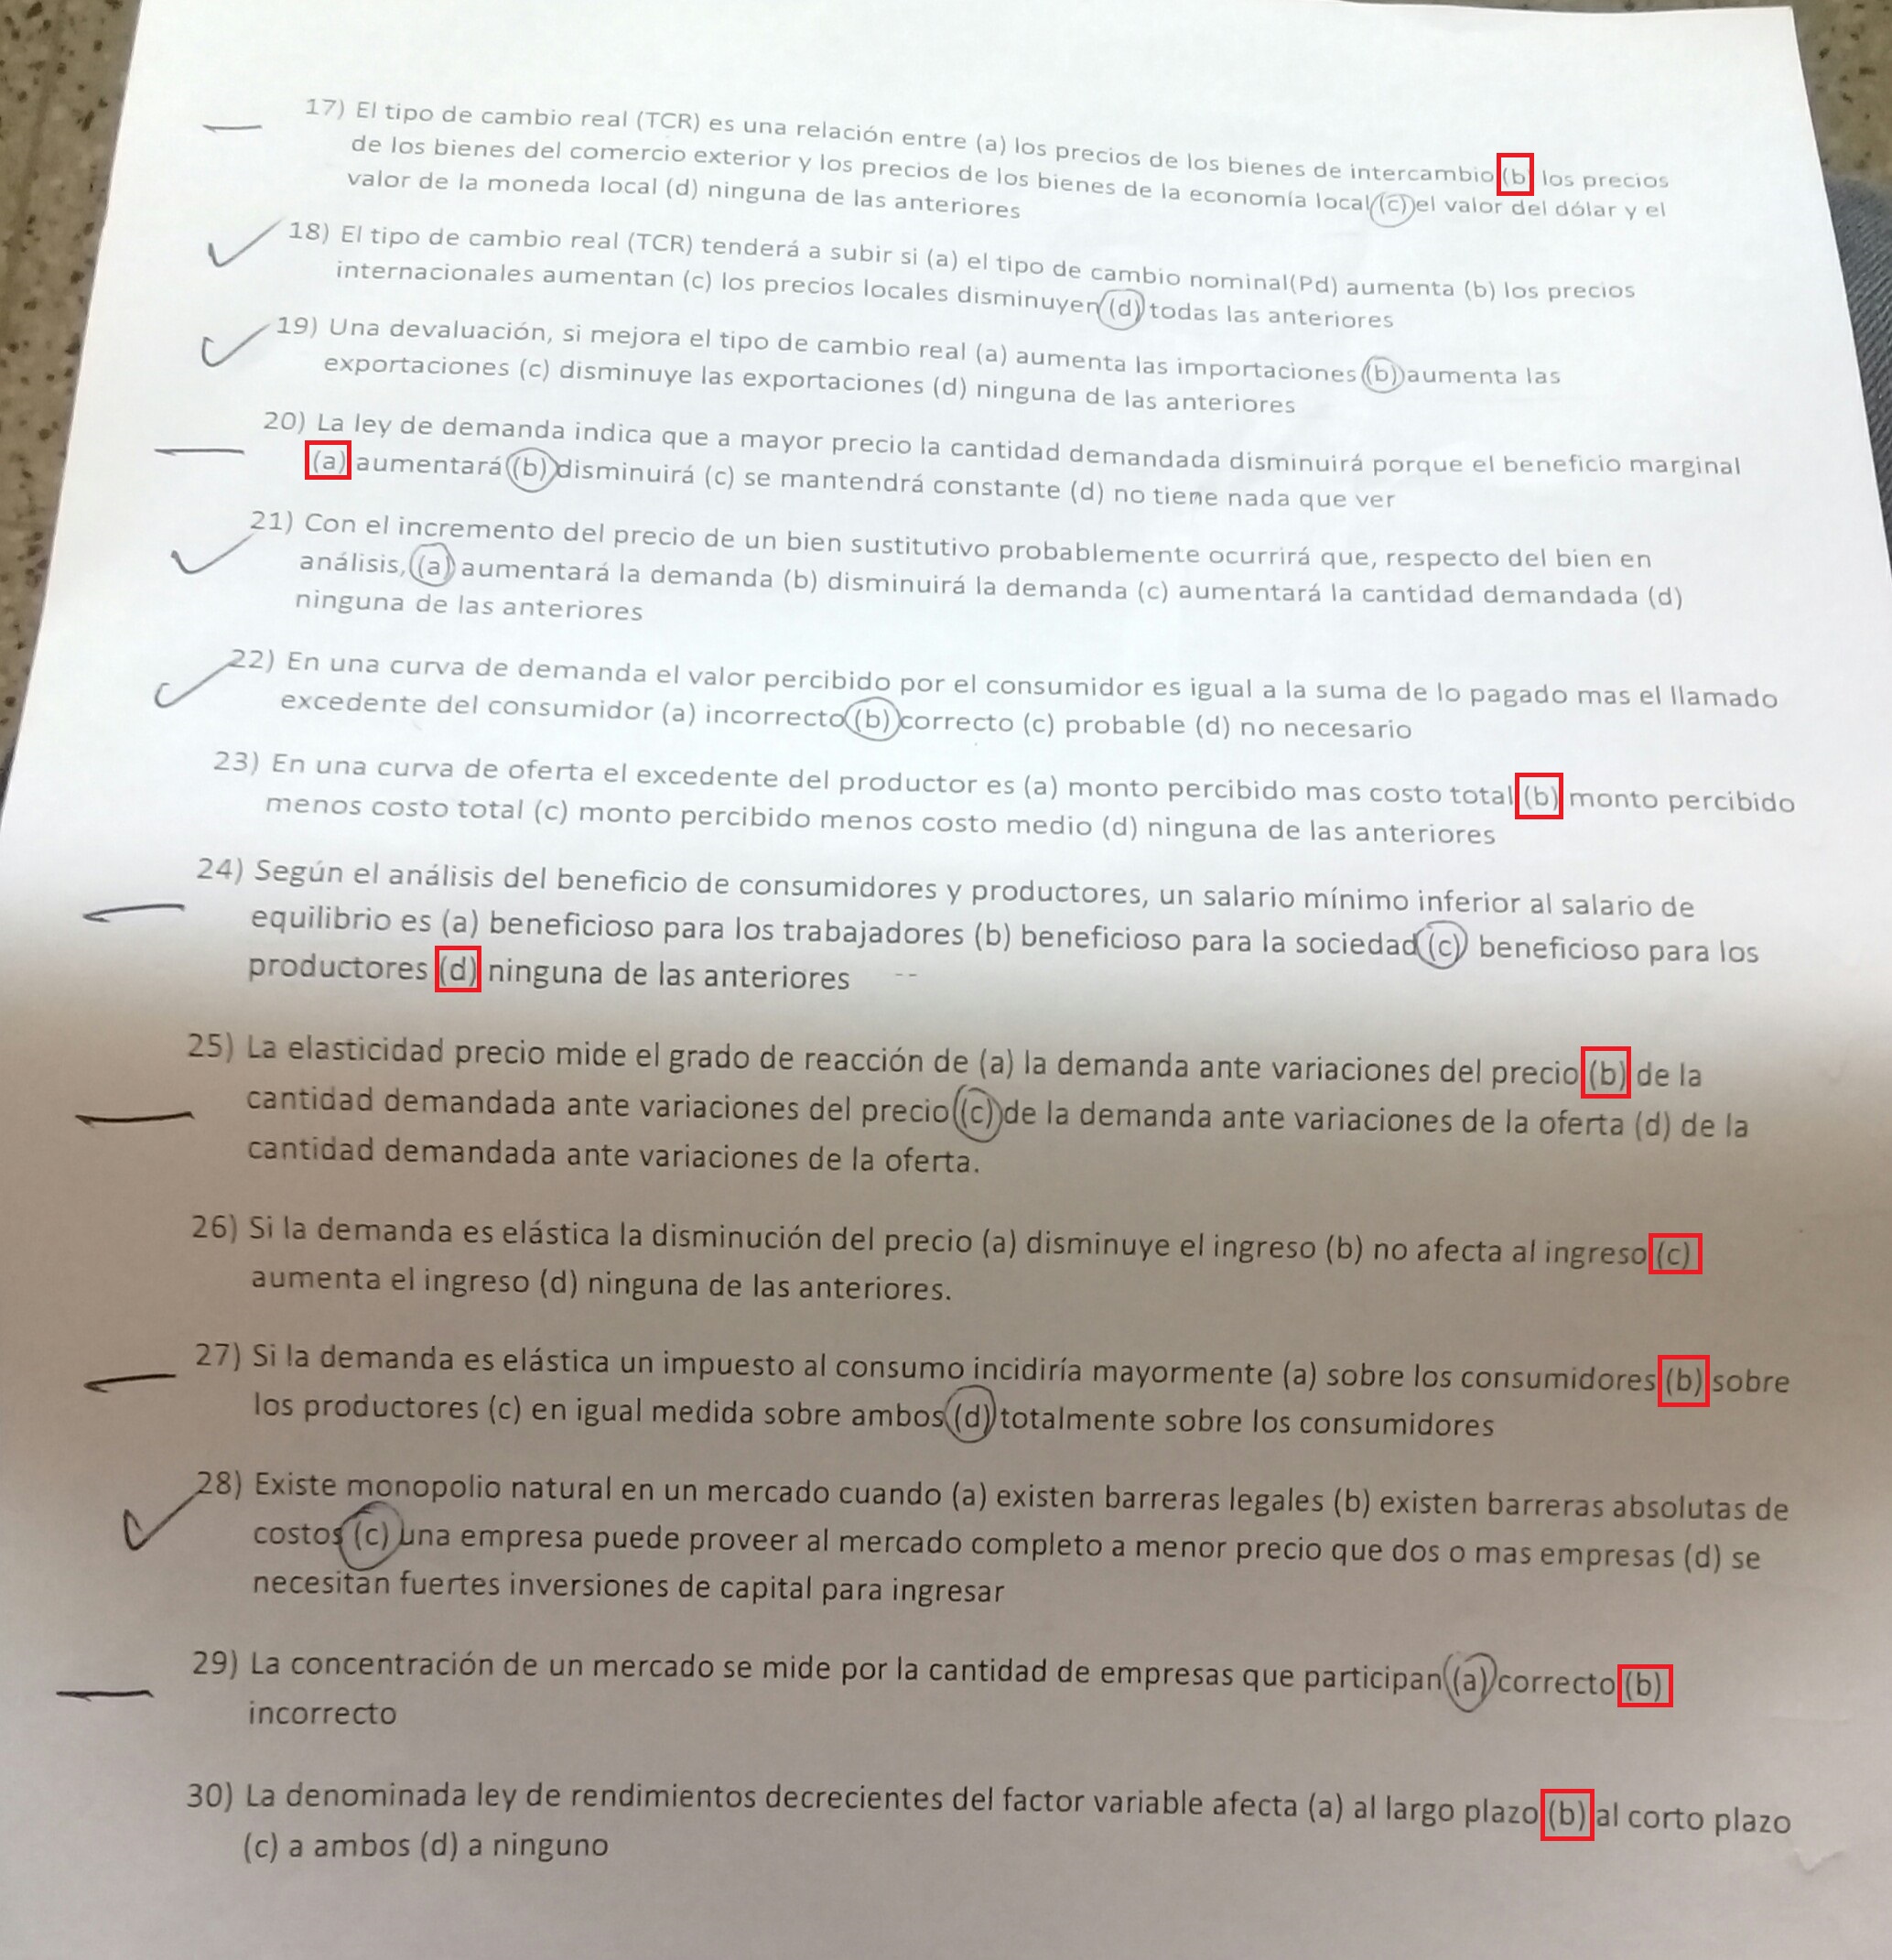 17) El tipo de cambio real (TCR) es una relación entre (a) los precios de los bienes de intercambio (b) los precios
de los bienes del comercio exterior y los precios de los bienes de la economía local (c) el valor del dólar y el
valor de la moneda local (d) ninguna de las anteriores
18) El tipo de cambio real (TCR) tenderá a subir si (a) el tipo de cambio nominal(Pd) aumenta (b) los precios
internacionales aumentan (c) los precios locales disminuyen (d) todas las anteriores
19) Una devaluación, si mejora el tipo de cambio real (a) aumenta las importaciones (b) aumenta las
exportaciones (c) disminuye las exportaciones (d) ninguna de las anteriores
20) La ley de demanda indica que a mayor precio la cantidad demandada disminuirá porque el beneficio marginal
(a) aumentará (b) disminuirá (c) se mantendrá constante (d) no tiene nada que ver
21) Con el incremento del precio de un bien sustitutivo probablemente ocurrirá que, respecto del bien en
análisis, (a) aumentará la demanda (b) disminuirá la demanda (c) aumentará la cantidad demandada (d)
ninguna de las anteriores
22) En una curva de demanda el valor percibido por el consumidor es igual a la suma de lo pagado mas el llamado
excedente del consumidor (a) incorrecto (b) correcto (c) probable (d) no necesario
23) En una curva de oferta el excedente del productor es (a) monto percibido mas costo total (b) monto percibido
menos costo total (c) monto percibido menos costo medio (d) ninguna de las anteriores
24) Según el análisis del beneficio de consumidores y productores, un salario mínimo inferior al salario de
equilibrio es (a) beneficioso para los trabajadores (b) beneficioso para la sociedad (c) beneficioso para los
productores (d) ninguna de las anteriores
25) La elasticidad precio mide el grado de reacción de (a) la demanda ante variaciones del precio (b) de la
cantidad demandada ante variaciones del precio (c) de la demanda ante variaciones de la oferta (d) de la
cantidad demandada ante variaciones de la oferta.
26) Si la demanda es elástica la disminución del precio (a) disminuye el ingreso (b) no afecta al ingreso (c)
aumenta el ingreso (d) ninguna de las anteriores.
27) Si la demanda es elástica un impuesto al consumo incidiría mayormente (a) sobre los consumidores (b) sobre
los productores (c) en igual medida sobre ambos (d) totalmente sobre los consumidores
28) Existe monopolio natural en un mercado cuando (a) existen barreras legales (b) existen barreras absolutas de
costos (c) una empresa puede proveer al mercado completo a menor precio que dos o mas empresas (d) se
necesitan fuertes inversiones de capital para ingresar
29) La concentración de un mercado se mide por la cantidad de empresas que participan (a) correcto (b)
incorrecto
30) La denominada ley de rendimientos decrecientes del factor variable afecta (a) al largo plazo (b) al corto plazo
(c) a ambos (d) a ninguno